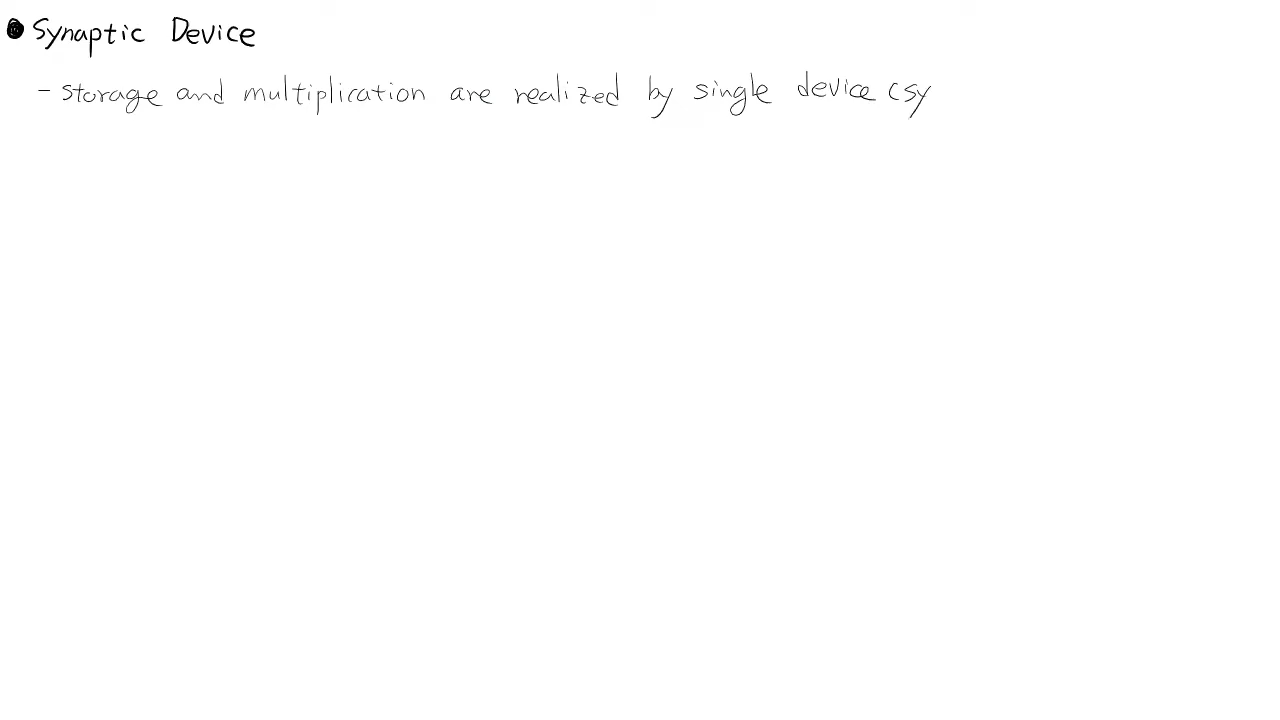 ● Synaptic Device
- storage and multiplication are realized by single device (sy